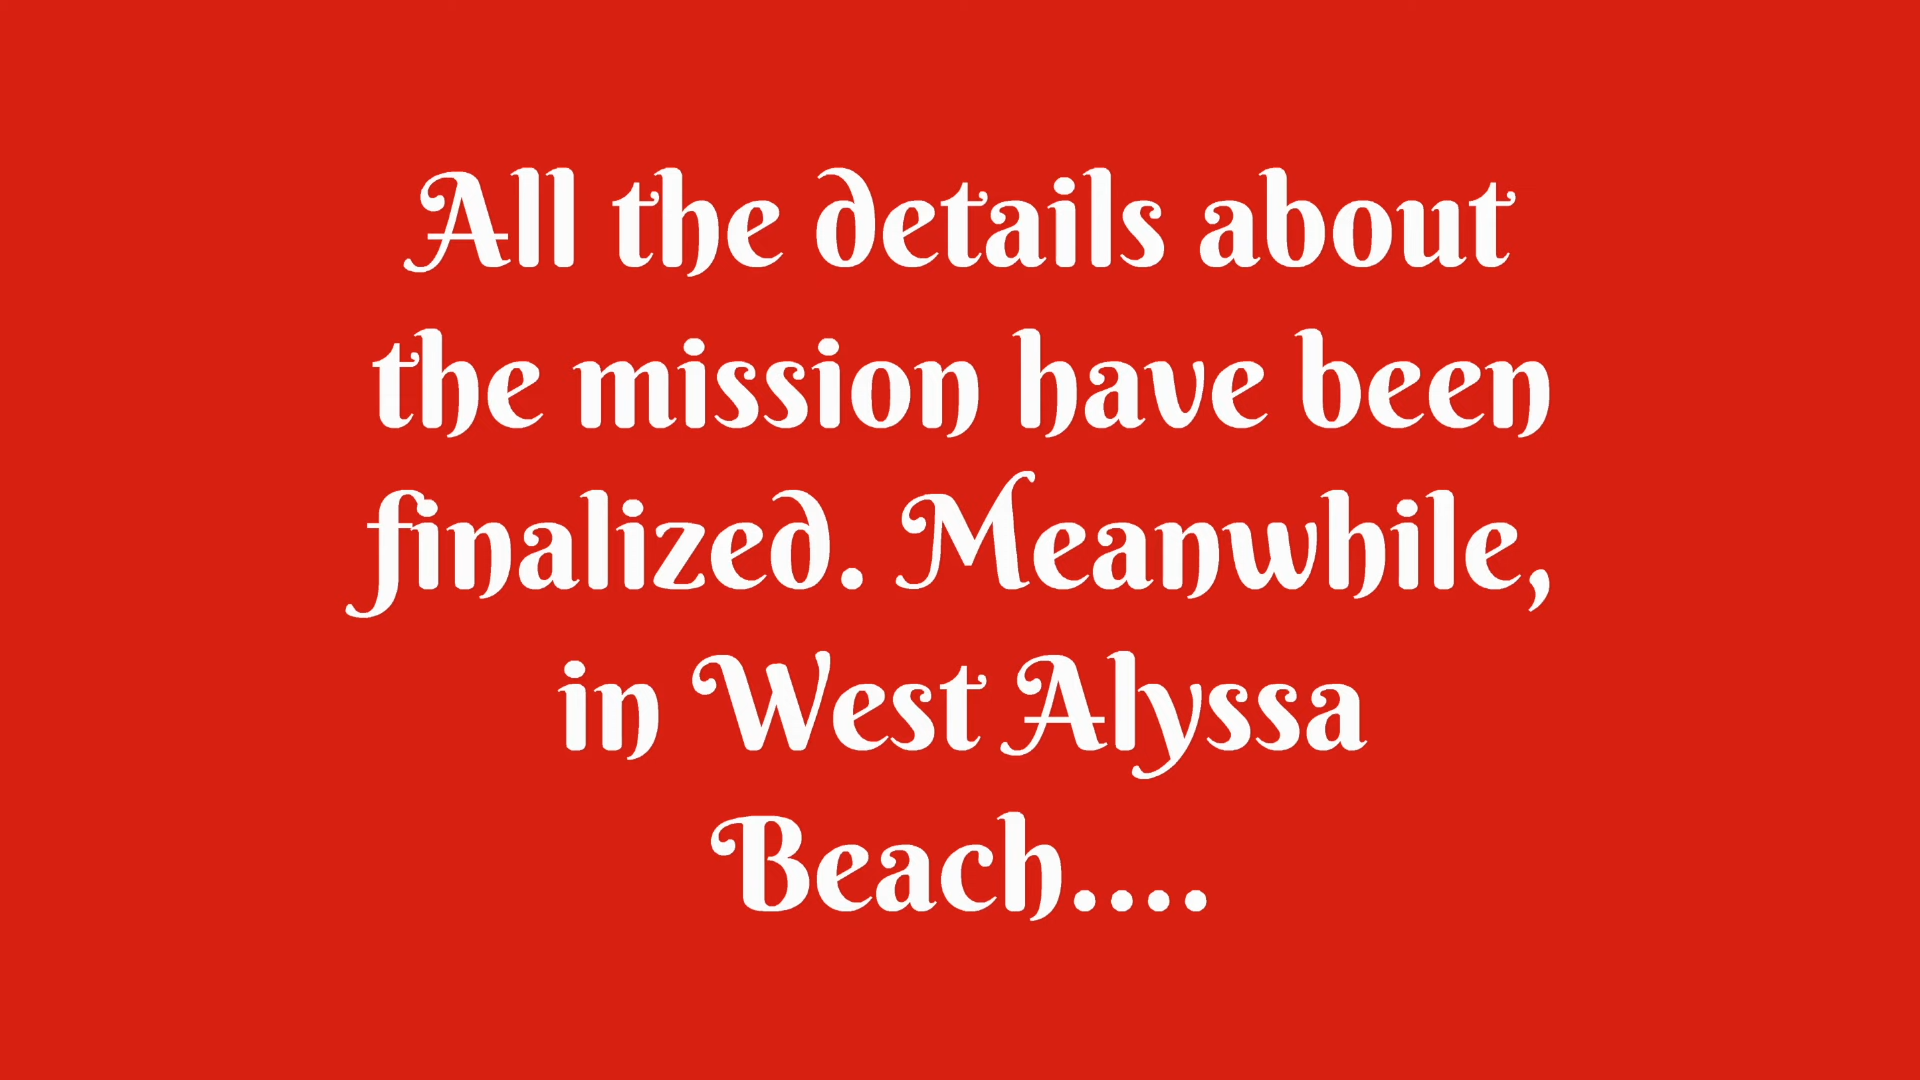 All the details about
the mission have been
finalized. Meanwhile,
in West Alyssa
Beach....